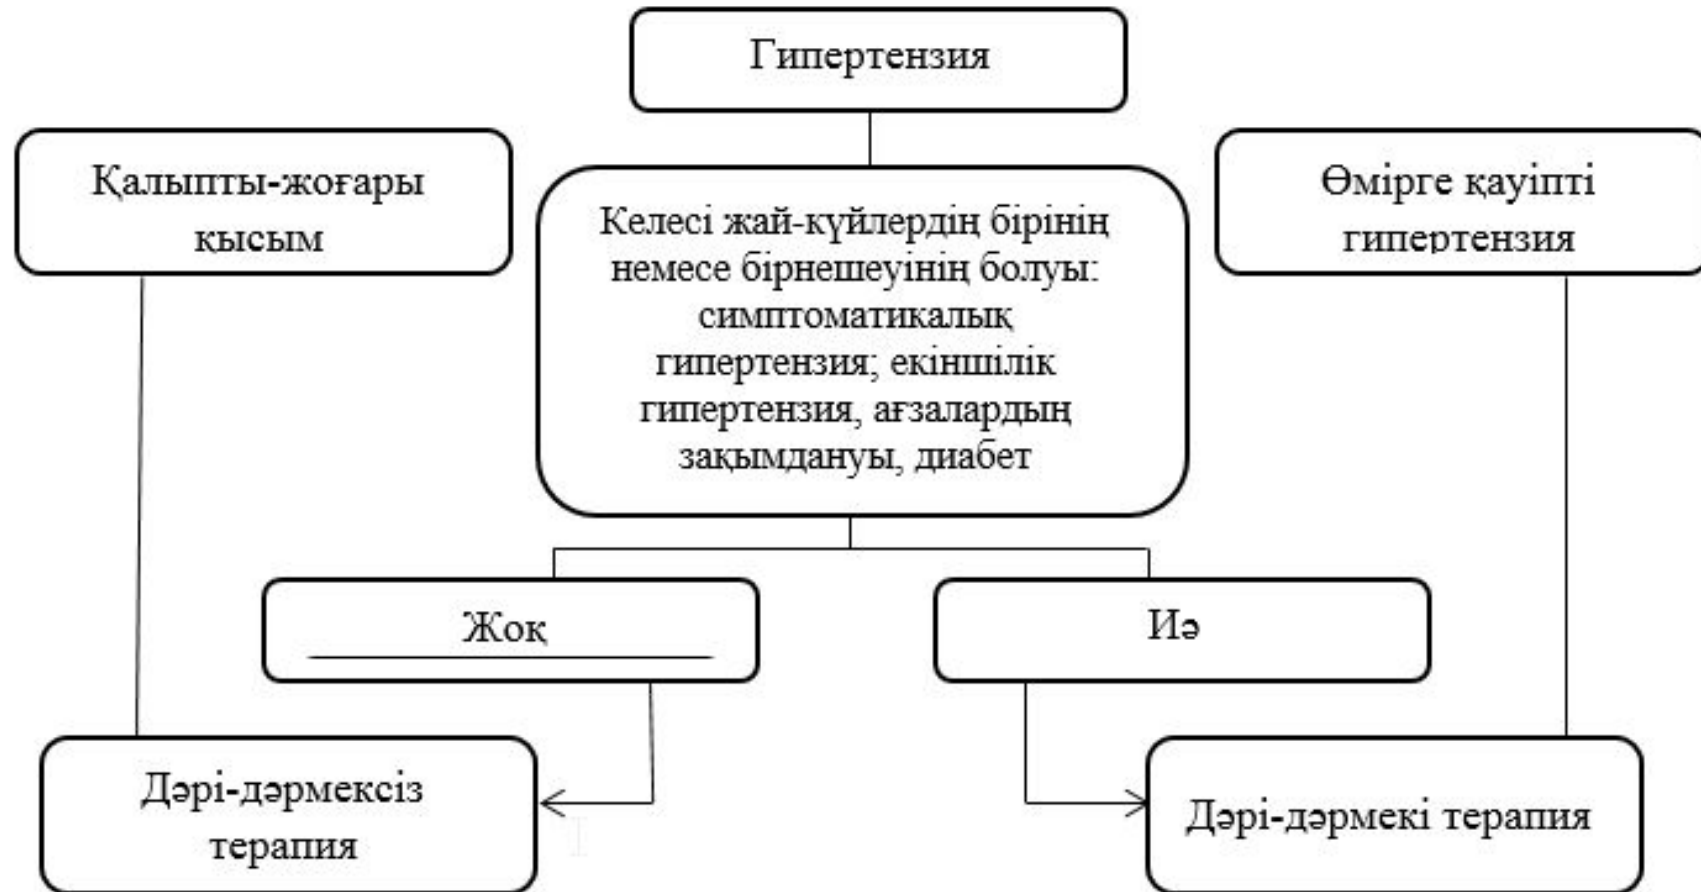 Гипертензия
Қалыпты-жоғары
қысым
Келесі жай-күйлердің бірінің
немесе бірнешеуінің болуы:
симптоматикалық
гипертензия; екіншілік
гипертензия, ағзалардың
зақымдануы, диабет
Өмірге қауіпті
гипертензия
Жоқ
Иә
Дәрі-дәрмексіз
терапия
Дәрі-дәрмекі терапия